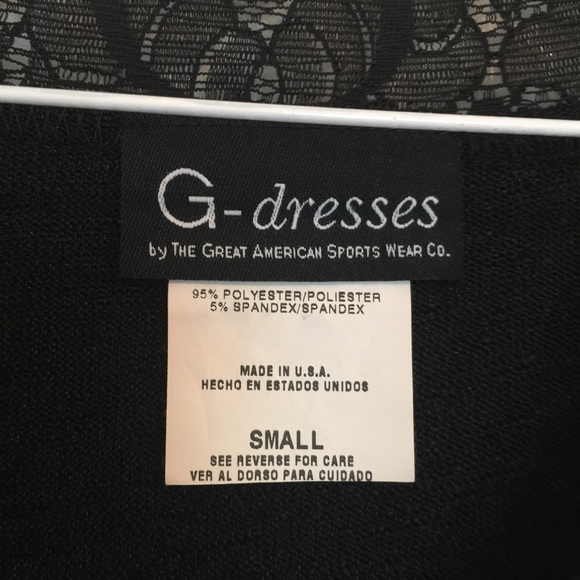 G-dresses
by THE GREAT AMERICAN SPORTS WEAR CO.
95% POLYESTER/POLIESTER
5% SPANDEX/SPANDEX
MADE IN U.S.A.
HECHO EN ESTADOS UNIDOS
SMALL
SEE REVERSE FOR CARE
VER AL DORSO PARA CUIDADO